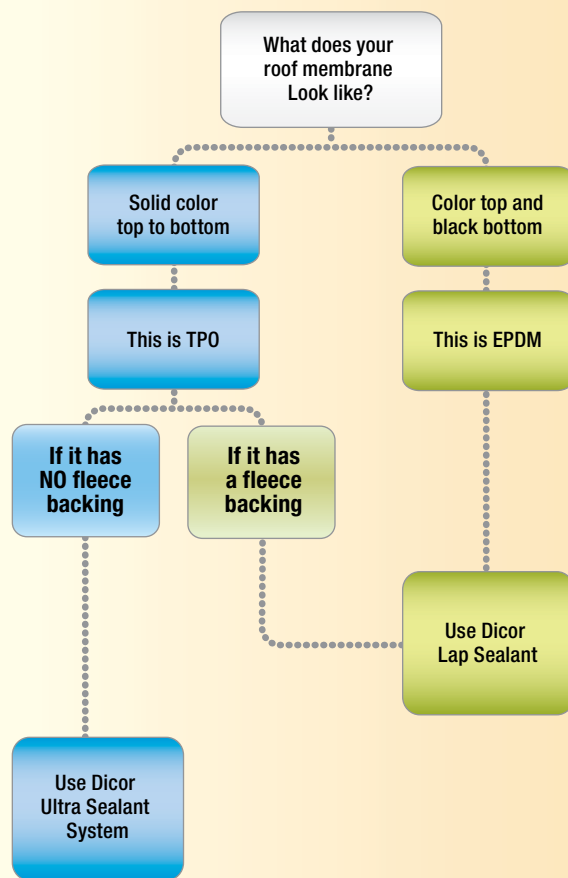 What does your
roof membrane
Look like?
Solid color
top to bottom
Color top and
black bottom
This is TPO
This is EPDM
If it has
NO fleece
backing
If it has
a fleece
backing
Use Dicor
Lap Sealant
Use Dicor
Ultra Sealant
System